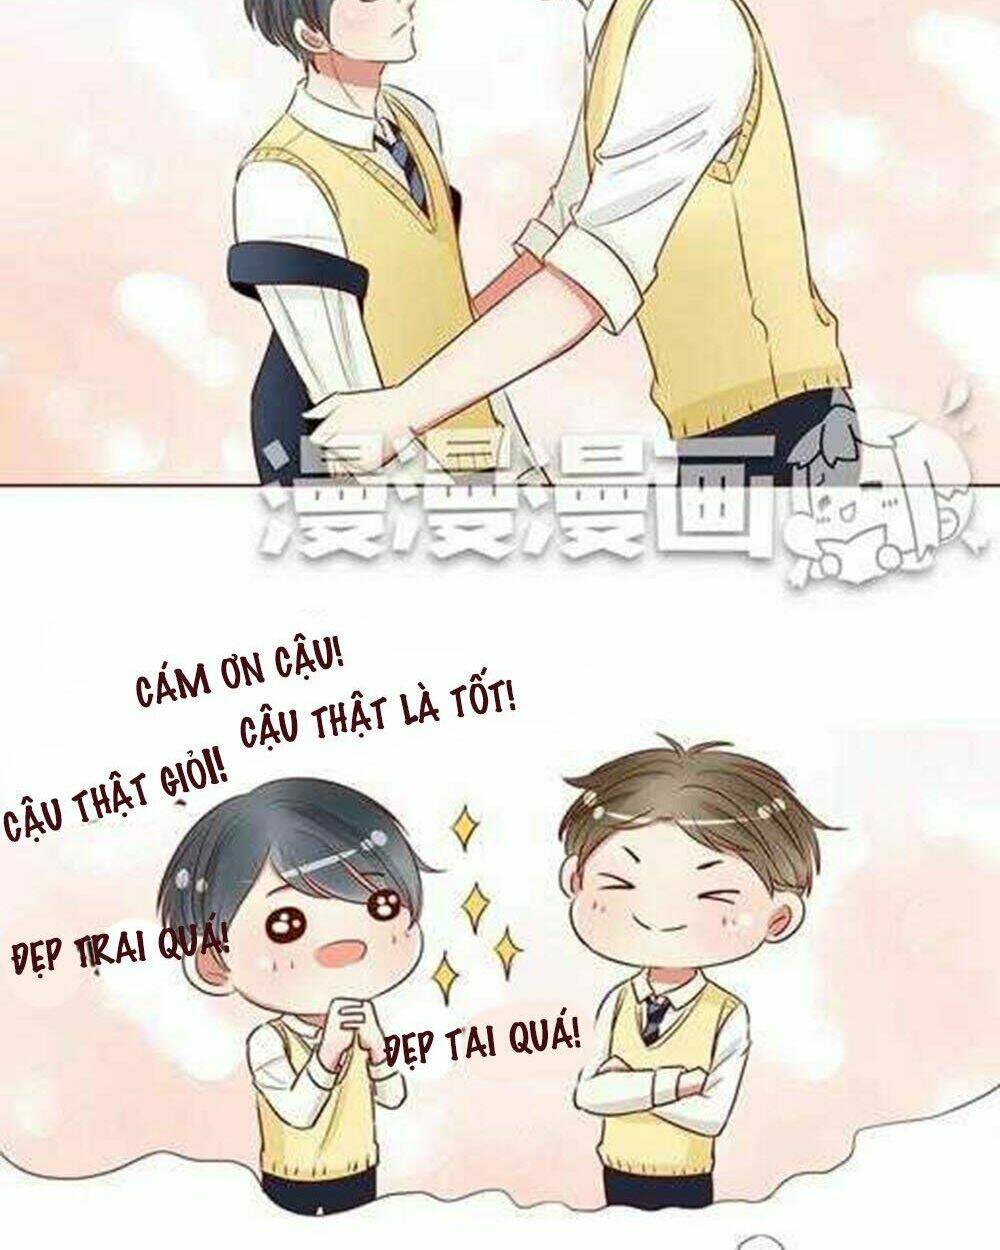 漫漫漫画
CÁM ƠN CẬU!
CẬU THẬT LÀ TỐT!
CẬU THẬT GIỎI!
ĐẸP TRAI QUÁ!
ĐẸP TAI QUÁ!